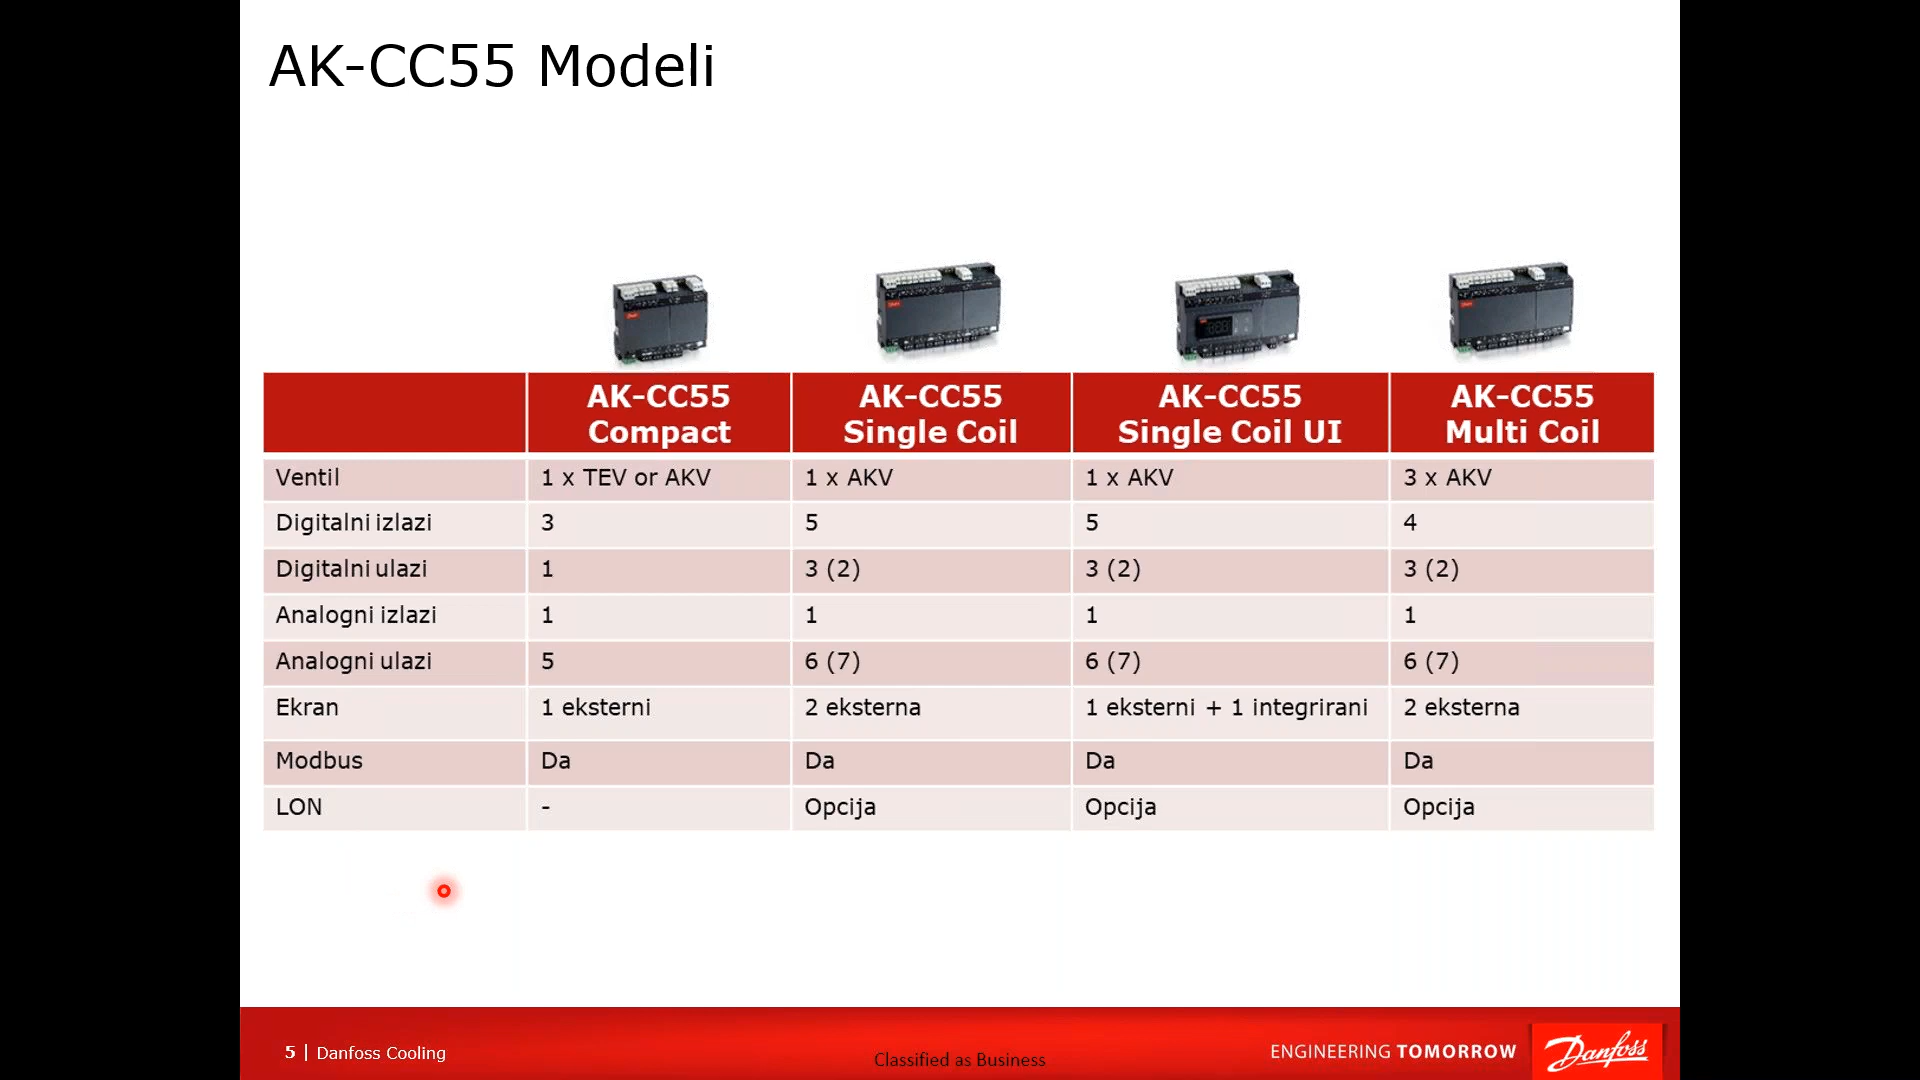 AK-CC55 Modeli
AK-CC55
Compact
AK-CC55
Single Coil
AK-CC55
Single Coil UI
AK-CC55
Multi Coil
Ventil 1 x TEV or AKV 1 x AKV 1 x AKV 3 x AKV
Digitalni izlazi 3 5 5 4
Digitalni ulazi 1 3 (2) 3 (2) 3 (2)
Analogni izlazi 1 1 1 1
Analogni ulazi 5 6 (7) 6 (7) 6 (7)
Ekran 1 eksterni 2 eksterna 1 eksterni + 1 integrirani 2 eksterna
Modbus Da Da Da Da
LON - Opcija Opcija Opcija
5 | Danfoss Cooling
Classified as Business
ENGINEERING TOMORROW
Danfoss